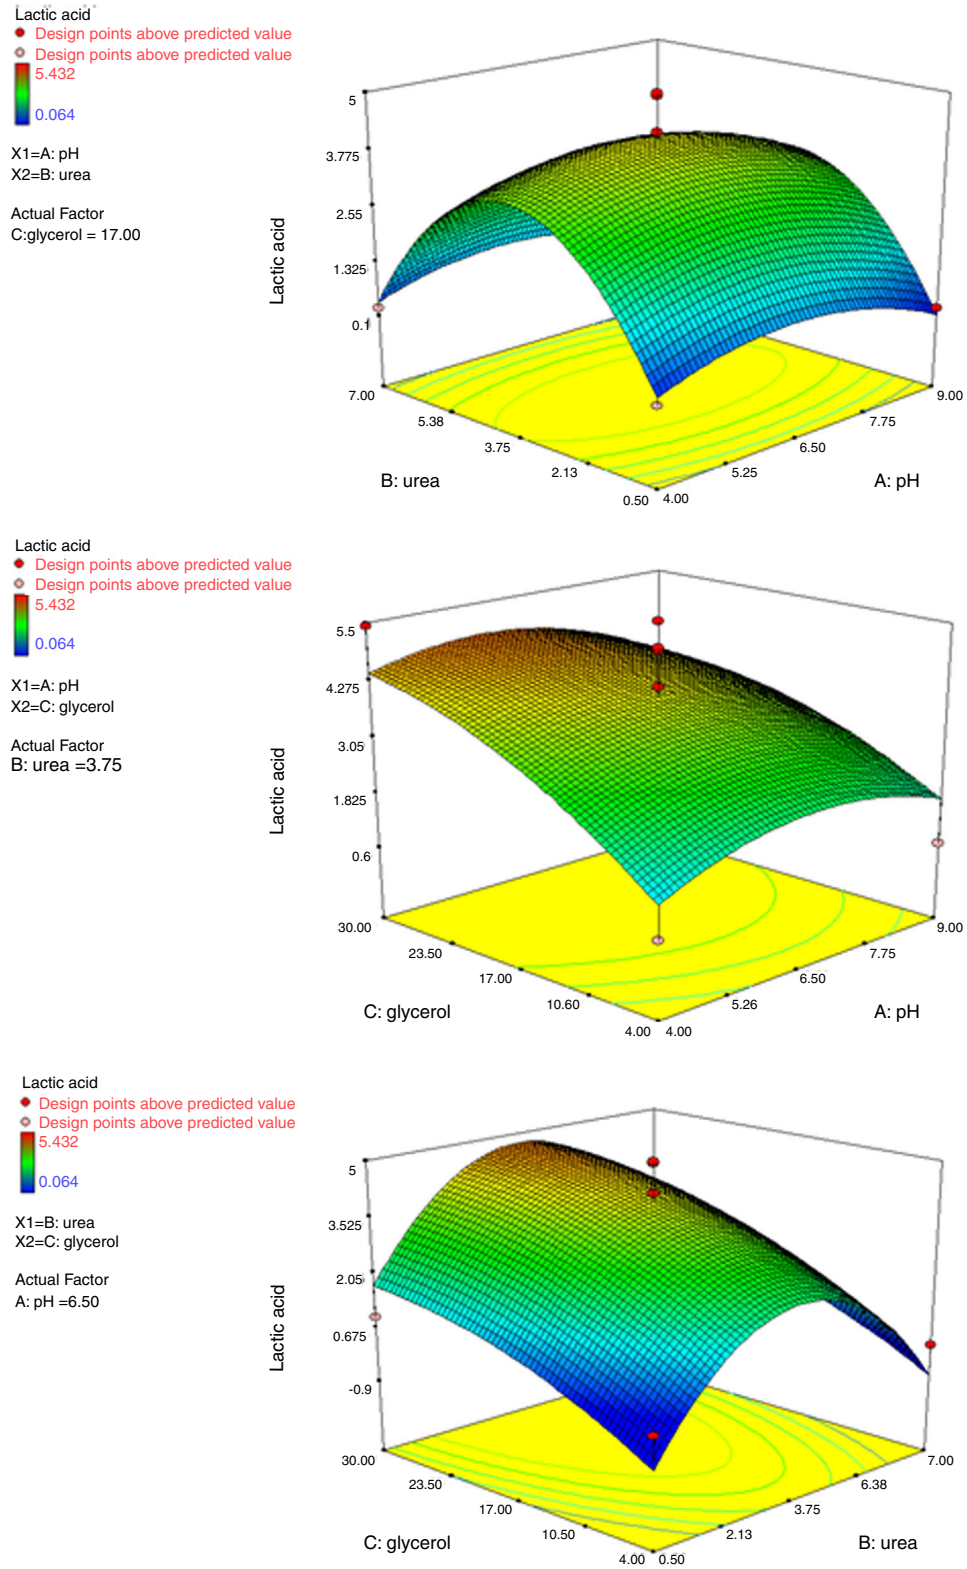 Lactic acid
Design points above predicted value
Design points above predicted value
5.432
0.064
X1=A: pH
X2=B: urea
Actual Factor
C:glycerol = 17.00
Lactic acid
5
3.775
2.55
1.325
0.1
7.00
5.38
3.75
2.13
0.50
4.00
5.25
6.50
7.75
9.00
B: urea
A: pH
Lactic acid
Design points above predicted value
Design points above predicted value
5.432
0.064
X1=A: pH
X2=C: glycerol
Actual Factor
B: urea =3.75
Lactic acid
5.5
4.275
3.05
1.825
0.6
30.00
23.50
17.00
10.60
4.00
4.00
5.26
6.50
7.75
9.00
C: glycerol
A: pH
Lactic acid
Design points above predicted value
Design points above predicted value
5.432
0.064
X1=B: urea
X2=C: glycerol
Actual Factor
A: pH =6.50
Lactic acid
5
3.525
2.05
0.675
-0.9
30.00
23.50
17.00
10.50
4.00
0.50
2.13
3.75
6.38
7.00
C: glycerol
B: urea